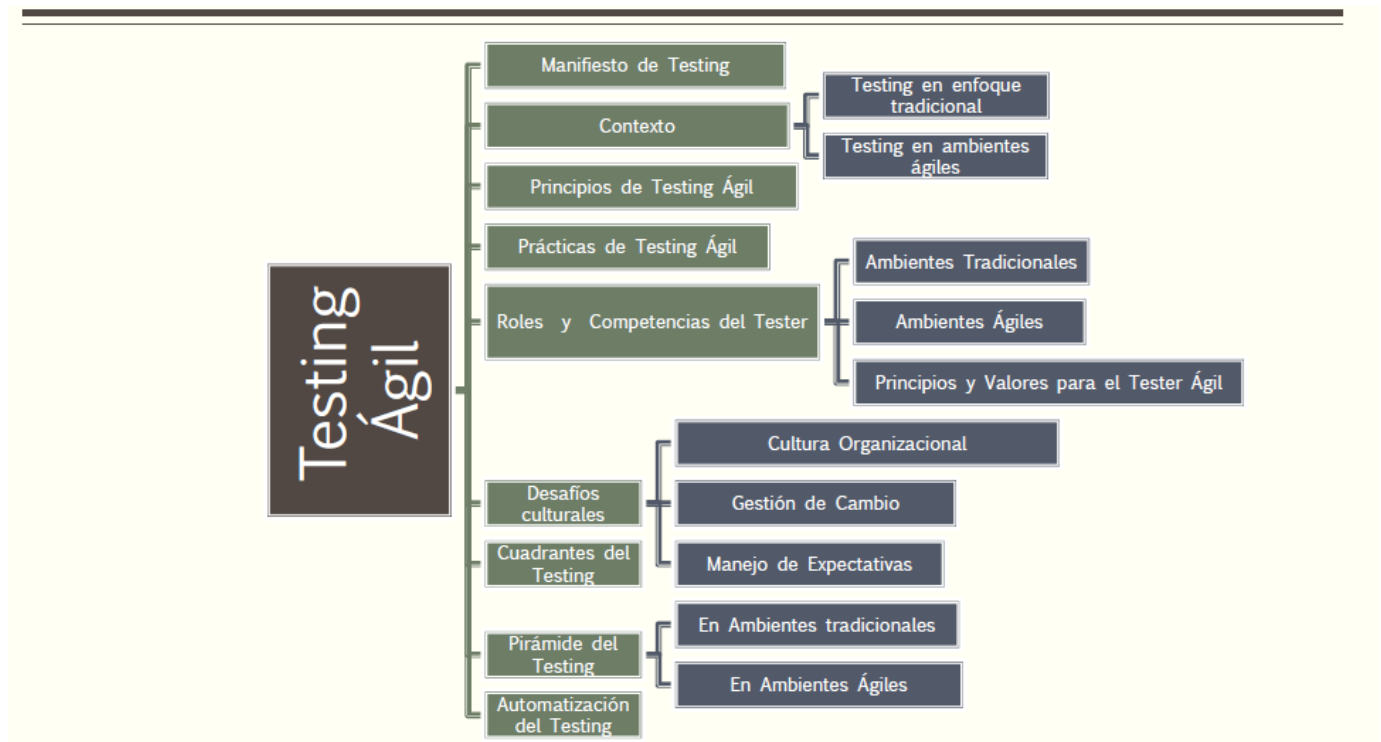 Testing
Ágil
Manifiesto de Testing
Contexto
Testing en enfoque
tradicional
Testing en ambientes
ágiles
Principios de Testing Ágil
Prácticas de Testing Ágil
Roles y Competencias del Tester
Ambientes Tradicionales
Ambientes Ágiles
Principios y Valores para el Tester Ágil
Desafíos
culturales
Cultura Organizacional
Gestión de Cambio
Manejo de Expectativas
Cuadrantes del
Testing
Pirámide del
Testing
En Ambientes tradicionales
En Ambientes Ágiles
Automatización
del Testing